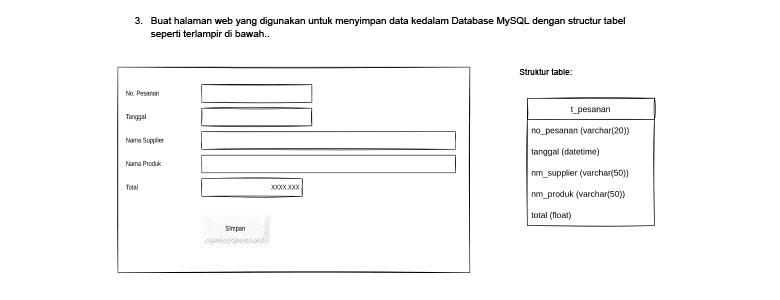 3. Buat halaman web yang digunakan untuk menyimpan data kedalam Database MySQL dengan structur tabel
seperti terlampir di bawah..
Struktur table:
No. Pesanan
Tanggal
Nama Supplier
Nama Produk
Total
XXXX.XXX
Simpan
t_pesanan
no_pesanan (varchar(20))
tanggal (datetime)
nm_supplier (varchar(50))
nm_produk (varchar(50))
total (float)